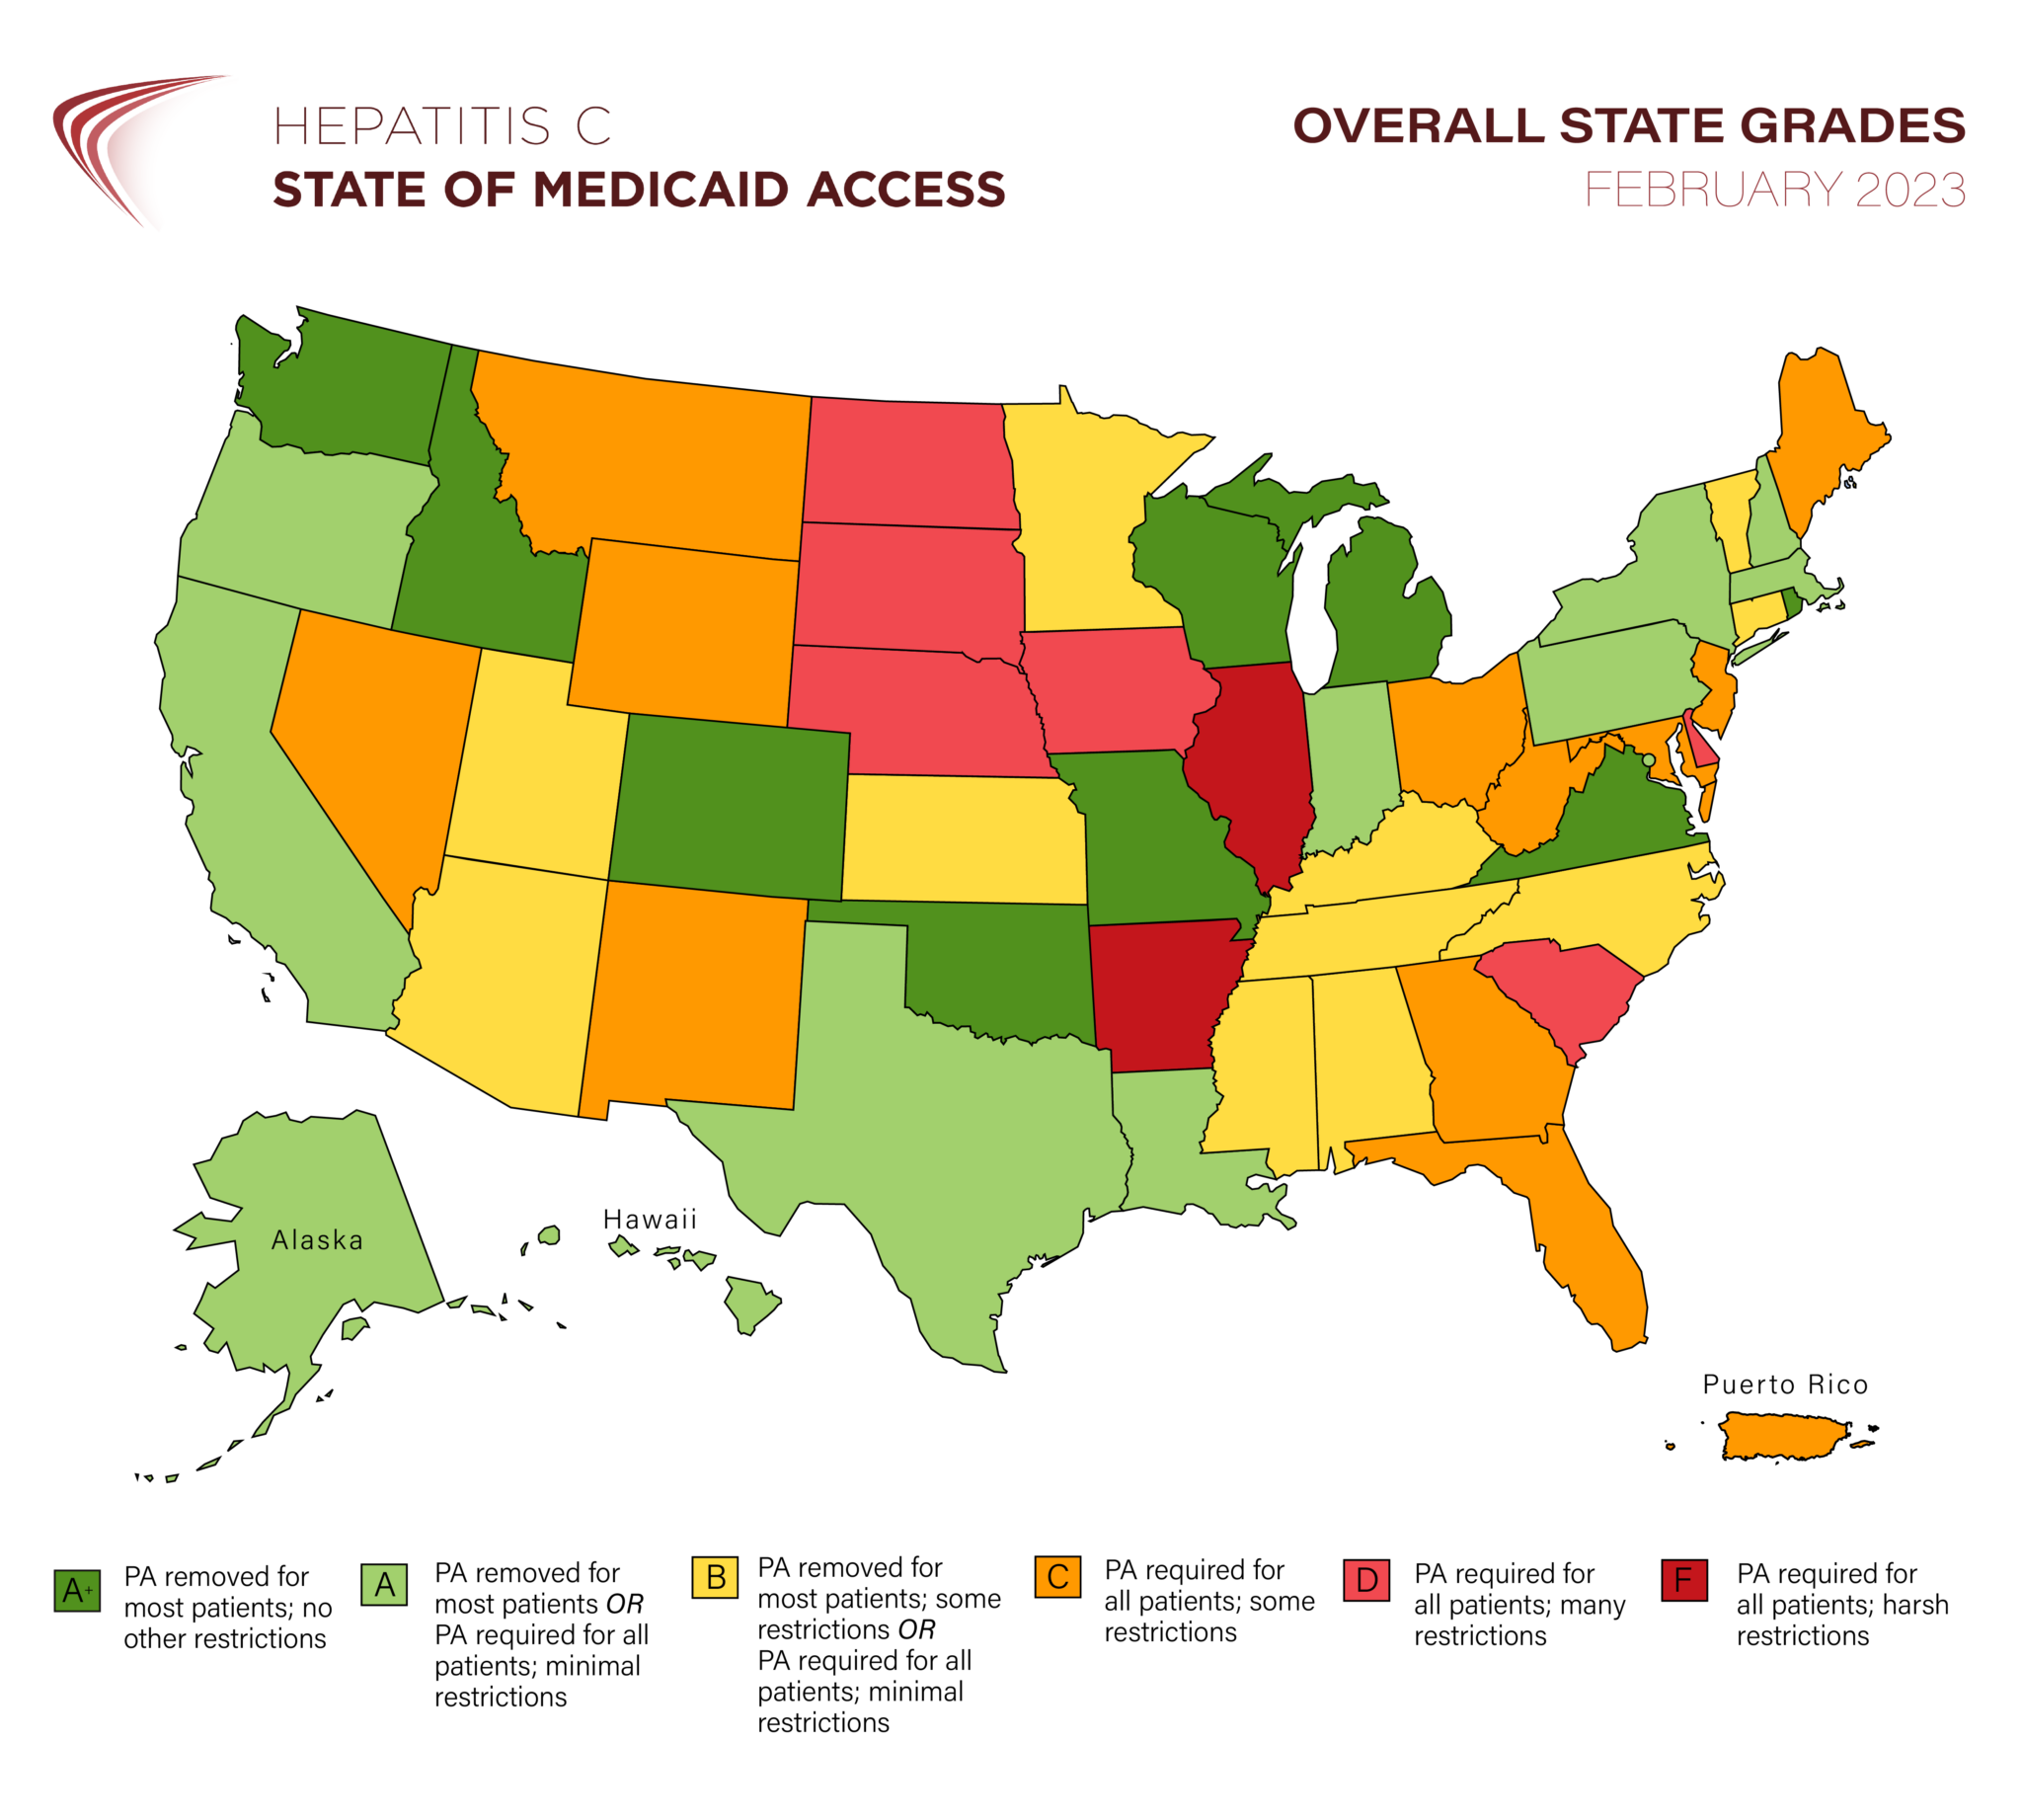 HEPATITIS C
STATE OF MEDICAID ACCESS
OVERALL STATE GRADES
FEBRUARY 2023
Alaska
Hawaii
Puerto Rico
A+
PA removed for
most patients; no
other restrictions
A
PA removed for
most patients OR
PA required for all
patients; minimal
restrictions
B
PA removed for
most patients; some
restrictions OR
PA required for all
patients; minimal
restrictions
C
PA required for
all patients; some
restrictions
D
PA required for
all patients; many
restrictions
F
PA required for
all patients; harsh
restrictions